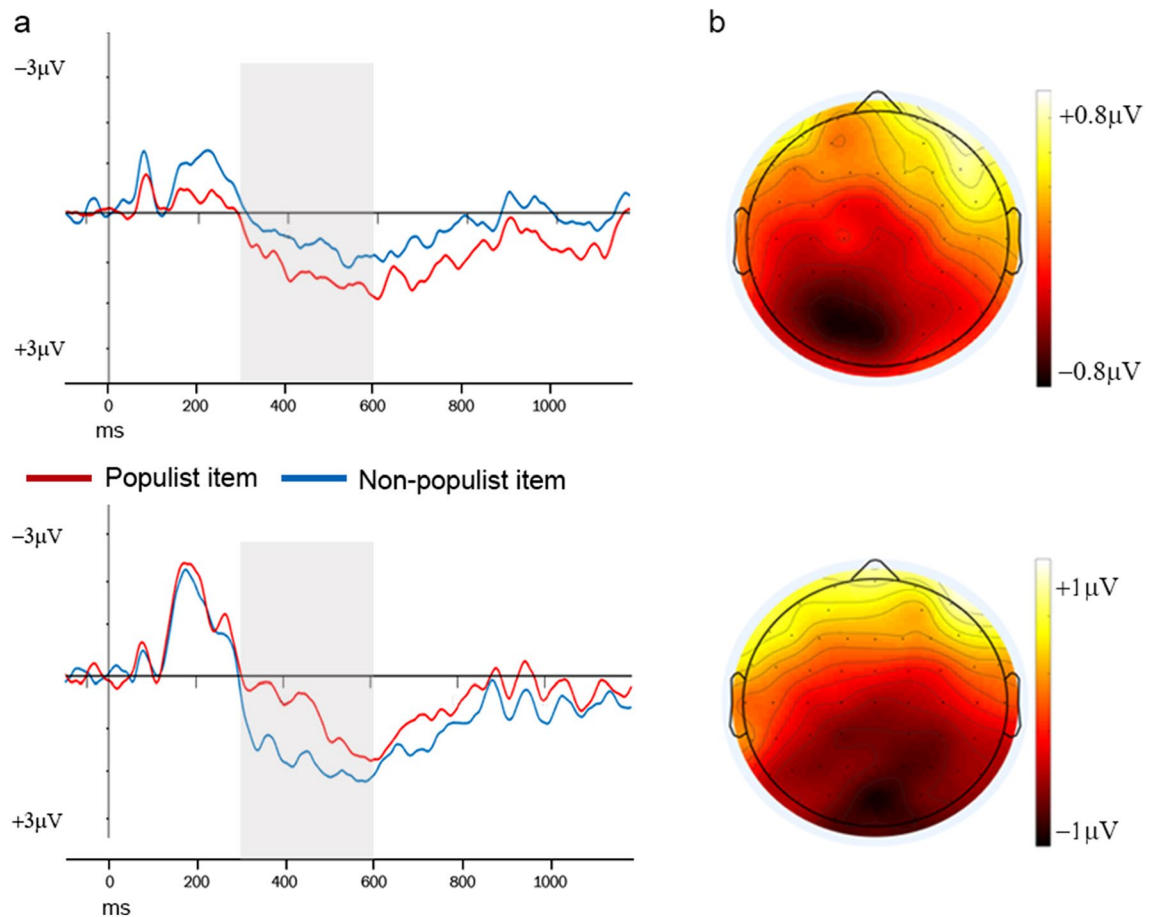 a
b
−3μV
+3μV
0 200 400 600 800 1000
ms
+0.8μV
−0.8μV
Populist item Non-populist item
−3μV
+3μV
0 200 400 600 800 1000
ms
+1μV
−1μV